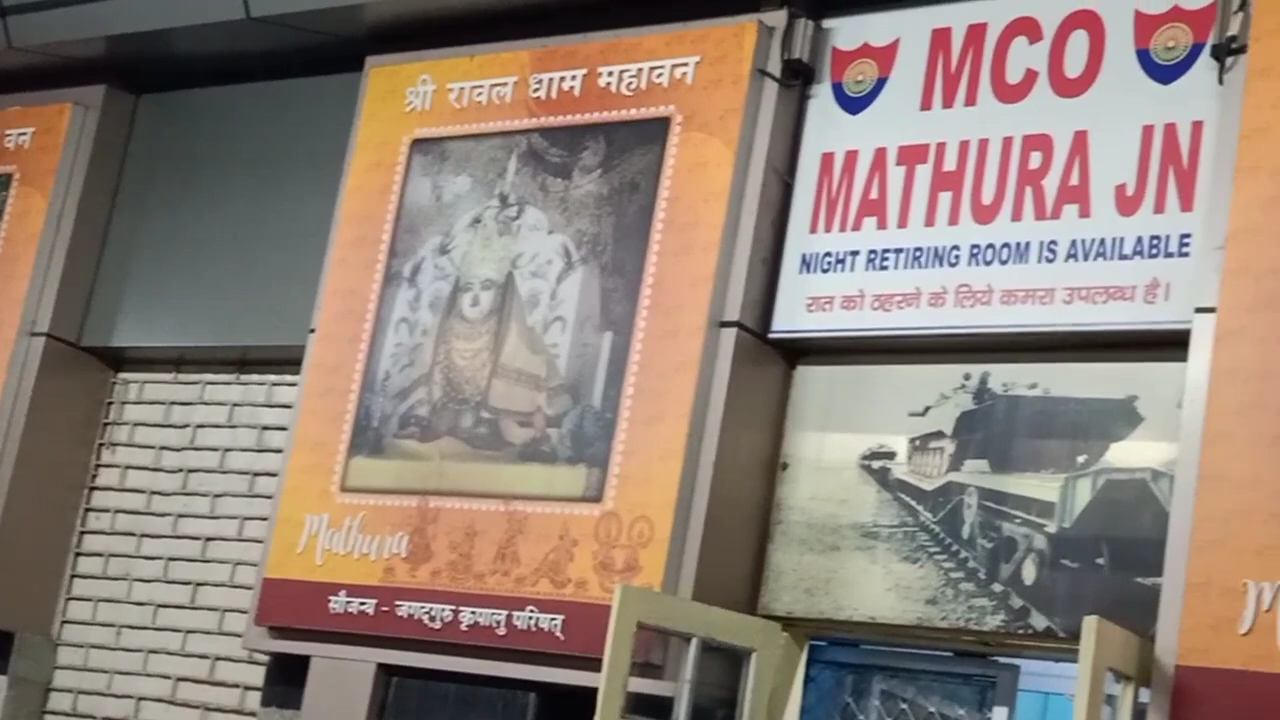 वन
श्री रावल धाम महावन
Mathura
सौजन्य - जगद्गुरु कृपालु परिषत्
MCO
MATHURA JN
NIGHT RETIRING ROOM IS AVAILABLE
रात को ठहरने के लिये कमरा उपलब्ध है।
M